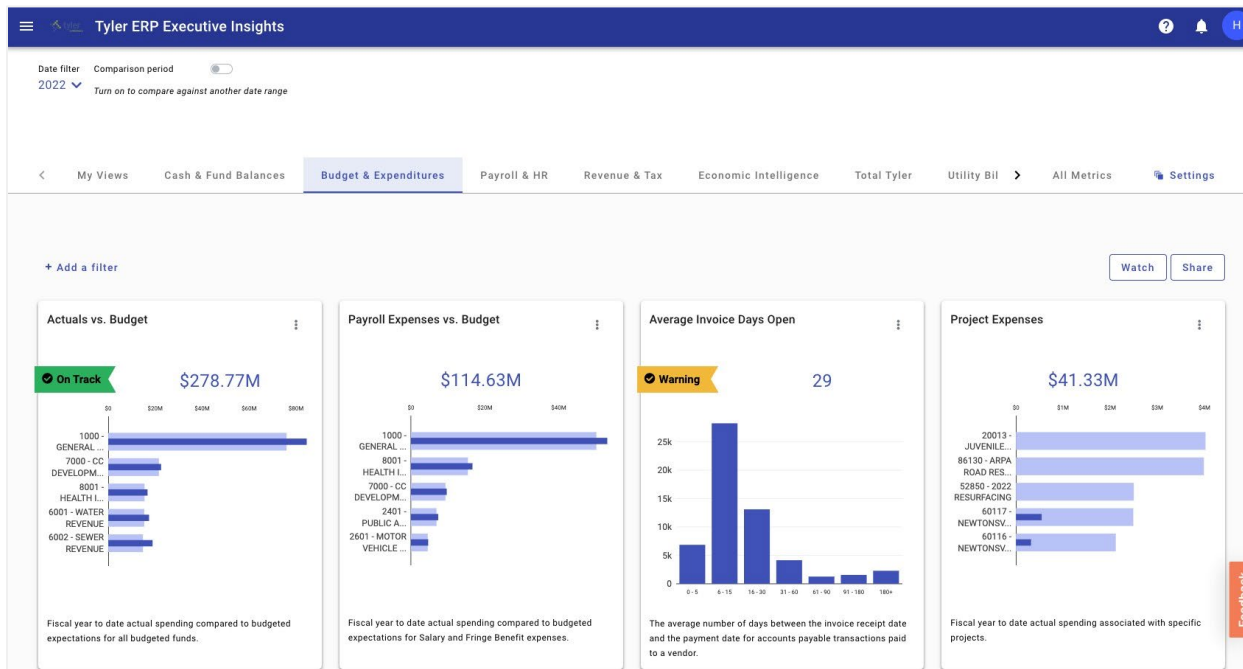 Tyler ERP Executive Insights
H
Date filter
Comparison period
2022
Turn on to compare against another date range
My Views
Cash & Fund Balances
Budget & Expenditures
Payroll & HR
Revenue & Tax
Economic Intelligence
Total Tyler
Utility Bil
All Metrics
Settings
+ Add a filter
Watch
Share
Actuals vs. Budget
On Track
$278.77M
$0 $20M $40M $60M $80M
1000 -
GENERAL ...
7000 - CC
DEVELOPM...
8001 -
HEALTH I...
6001 - WATER
REVENUE
6002 - SEWER
REVENUE
Fiscal year to date actual spending compared to budgeted
expectations for all budgeted funds.
Payroll Expenses vs. Budget
$114.63M
$0 $20M $40M
1000 -
GENERAL ...
8001 -
HEALTH I...
7000 - CC
DEVELOPM...
2401 -
PUBLIC A...
2601 - MOTOR
VEHICLE ...
Fiscal year to date actual spending compared to budgeted
expectations for Salary and Fringe Benefit expenses.
Average Invoice Days Open
Warning
29
25k
20k
15k
10k
5k
0
0 - 5 6 - 15 16 - 30 31 - 60 61 - 90 91 - 180 180+
The average number of days between the invoice receipt date
and the payment date for accounts payable transactions paid
to a vendor.
Project Expenses
$41.33M
$0 $1M $2M $3M $4M
20013 -
JUVENILE...
86130 - ARPA
ROAD RES...
52850 - 2022
RESURFACING
60117 -
NEWTONSV...
60116 -
NEWTONSV...
Fiscal year to date actual spending associated with specific
projects.
Feedback